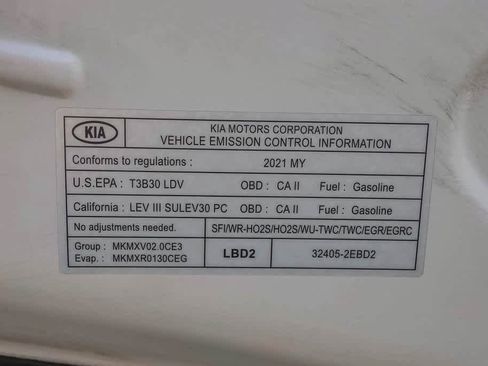 KIA
KIA MOTORS CORPORATION
VEHICLE EMISSION CONTROL INFORMATION
Conforms to regulations : 2021 MY
U.S.EPA : T3B30 LDV OBD : CA II Fuel : Gasoline
California : LEV III SULEV30 PC OBD : CA II Fuel : Gasoline
No adjustments needed. SFI/WR-HO2S/HO2S/WU-TWC/TWC/EGR/EGRC
Group : MKMXV02.0CE3
Evap. : MKMXR0130CEG
LBD2 32405-2EBD2